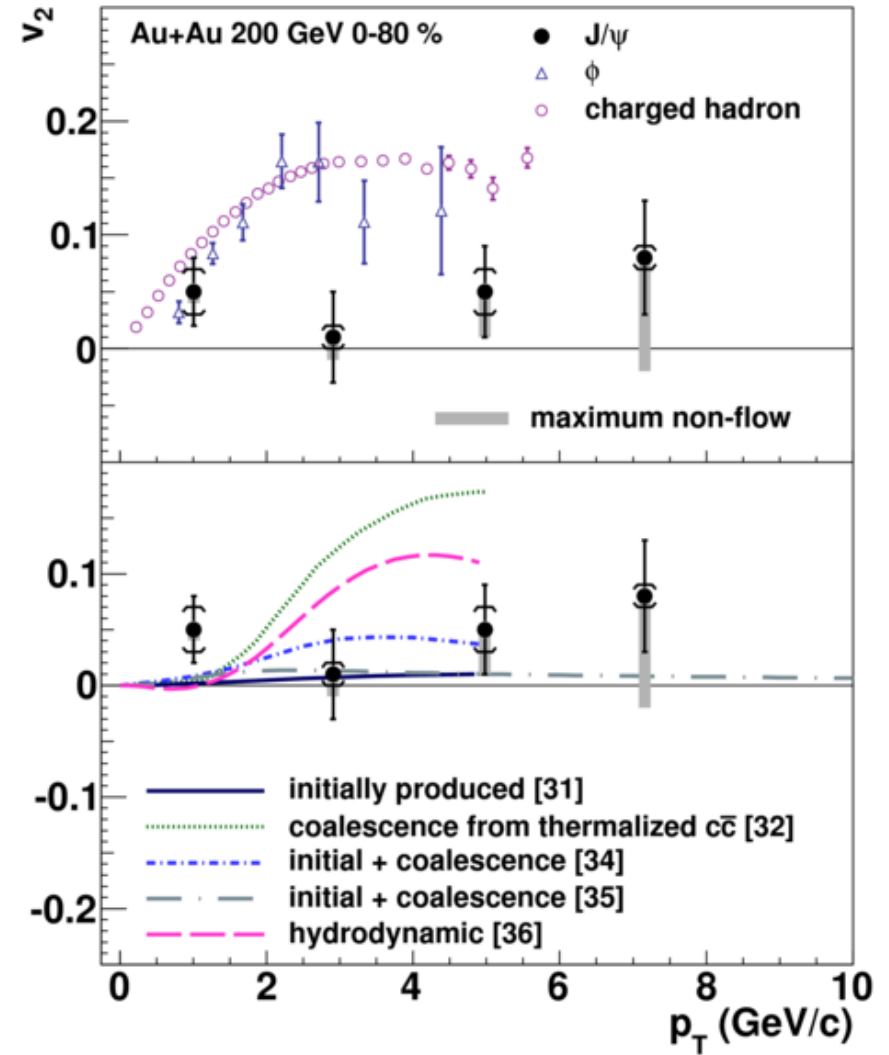 v₂
Au+Au 200 GeV 0-80 %
J/ψ
ϕ
charged hadron
0.2
0.1
0
maximum non-flow
0.1
0
-0.1
-0.2
initially produced [31]
coalescence from thermalized cc̅ [32]
initial + coalescence [34]
initial + coalescence [35]
hydrodynamic [36]
0 2 4 6 8 10
p_T (GeV/c)